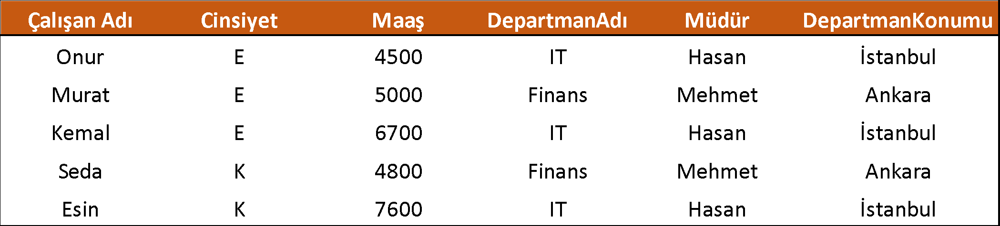 Çalışan Adı Cinsiyet Maaş DepartmanAdı Müdür DepartmanKonumu
Onur E 4500 IT Hasan İstanbul
Murat E 5000 Finans Mehmet Ankara
Kemal E 6700 IT Hasan İstanbul
Seda K 4800 Finans Mehmet Ankara
Esin K 7600 IT Hasan İstanbul